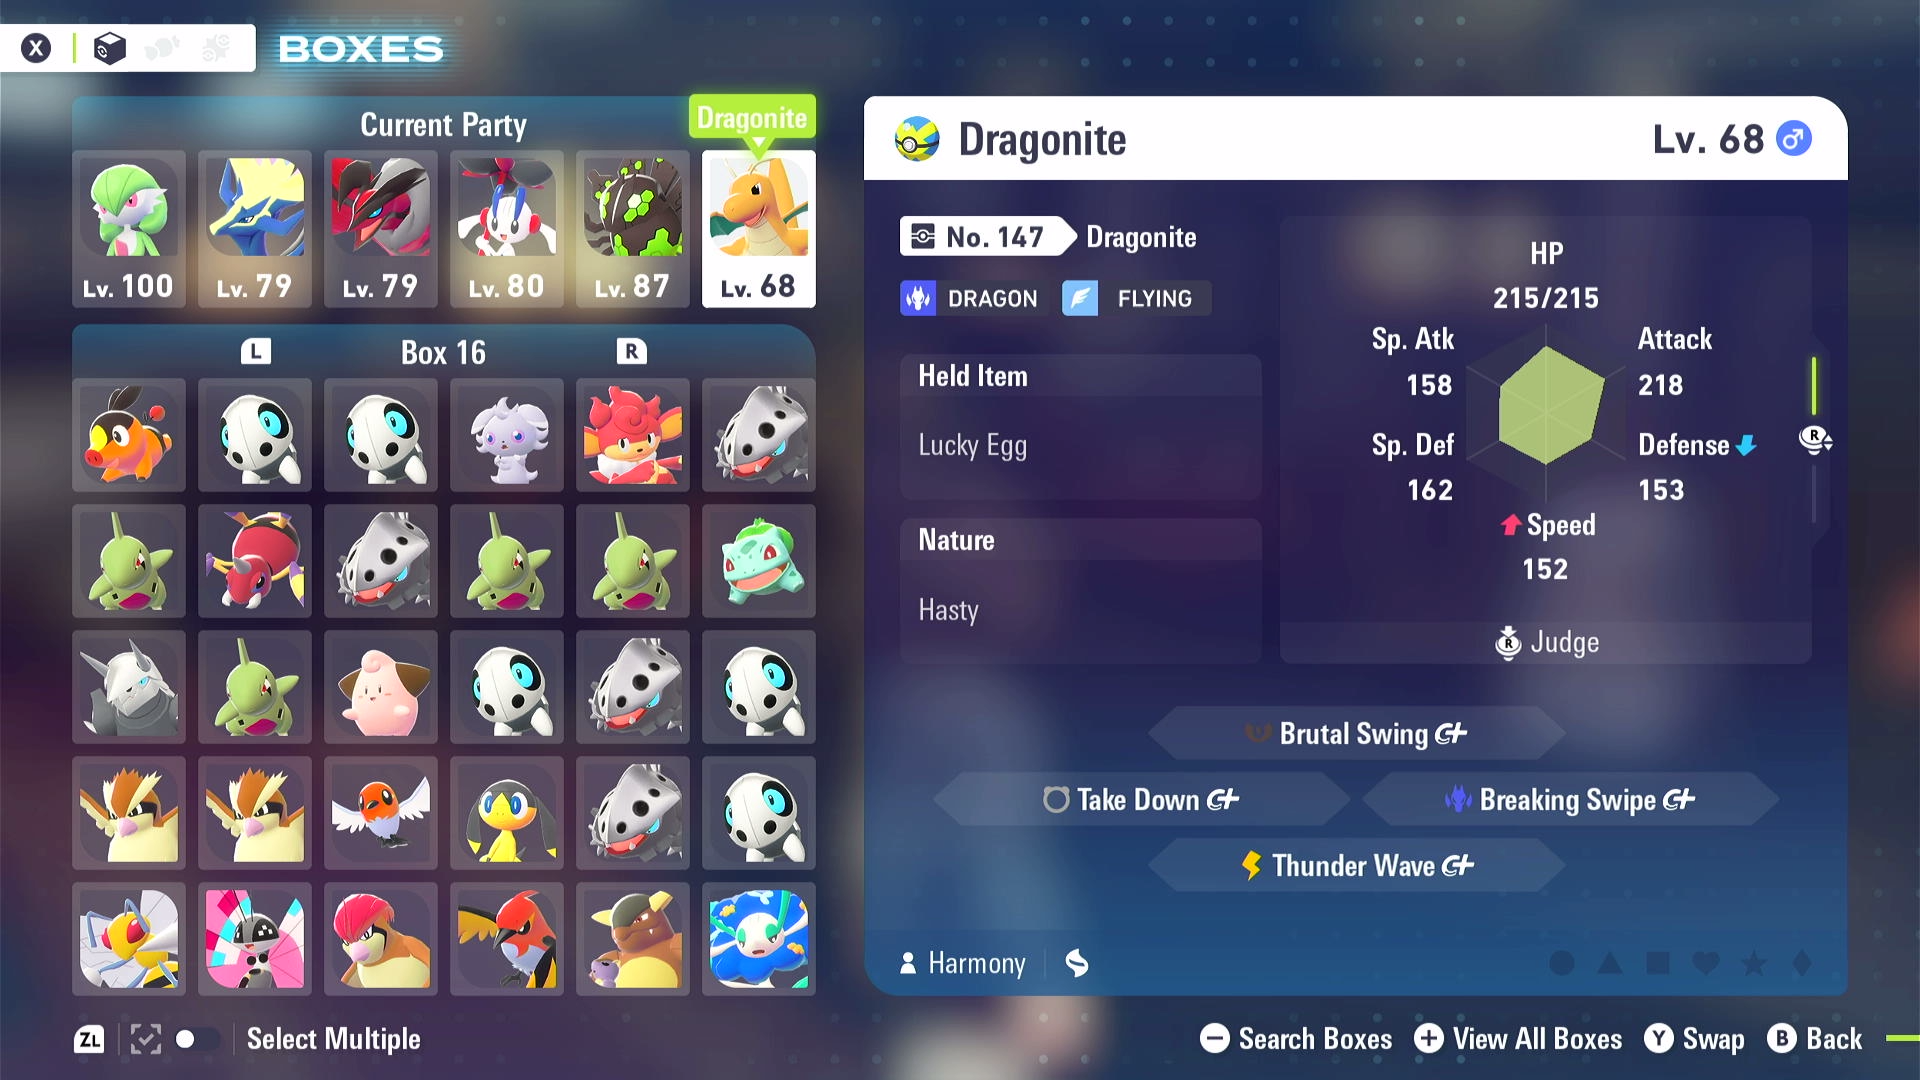 X BOXES
Current Party
Dragonite
Lv. 100 Lv. 79 Lv. 79 Lv. 80 Lv. 87 Lv. 68
L Box 16 R
Dragonite Lv. 68
No. 147 Dragonite
DRAGON FLYING
Held Item
Lucky Egg
Nature
Hasty
HP
215/215
Sp. Atk
158
Attack
218
Sp. Def
162
Defense
153
Speed
152
R
R Judge
Brutal Swing
Take Down
Breaking Swipe
Thunder Wave
Harmony
ZL Select Multiple
Search Boxes View All Boxes Y Swap B Back